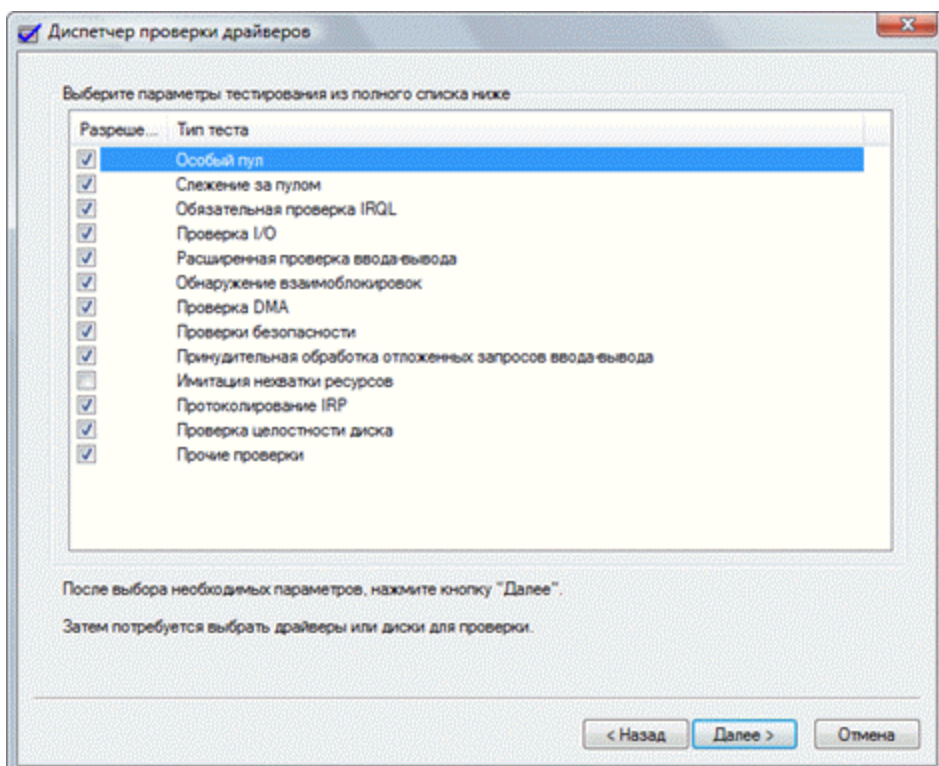 Диспетчер проверки драйверов
Выберите параметры тестирования из полного списка ниже
Разреше... Тип теста
Особый пул
Слежение за пулом
Обязательная проверка IRQL
Проверка I/O
Расширенная проверка ввода-вывода
Обнаружение взаимоблокировок
Проверка DMA
Проверки безопасности
Принудительная обработка отложенных запросов ввода-вывода
Имитация нехватки ресурсов
Протоколирование IRP
Проверка целостности диска
Прочие проверки
После выбора необходимых параметров, нажмите кнопку "Далее".
Затем потребуется выбрать драйверы или диски для проверки.
< Назад Далее > Отмена